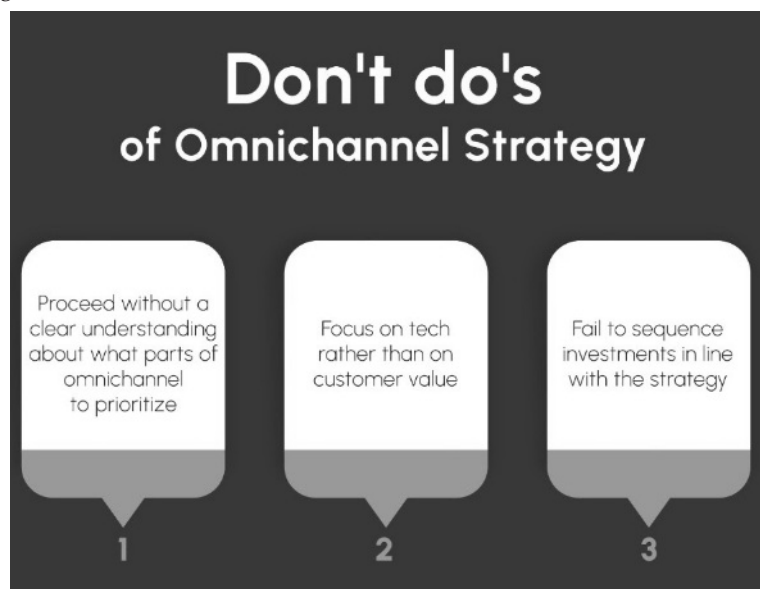 Don't do's
of Omnichannel Strategy
Proceed without a
clear understanding
about what parts of
omnichannel
to prioritize
Focus on tech
rather than on
customer value
Fail to sequence
investments in line
with the strategy
1
2
3